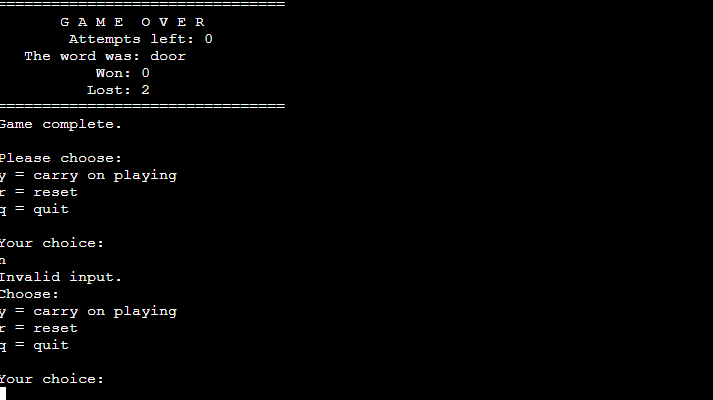 ================================
G A M E  O V E R
Attempts left: 0
The word was: door
Won: 0
Lost: 2
================================
Game complete.
Please choose:
y = carry on playing
r = reset
q = quit
Your choice:
n
Invalid input.
Choose:
y = carry on playing
r = reset
q = quit
Your choice: